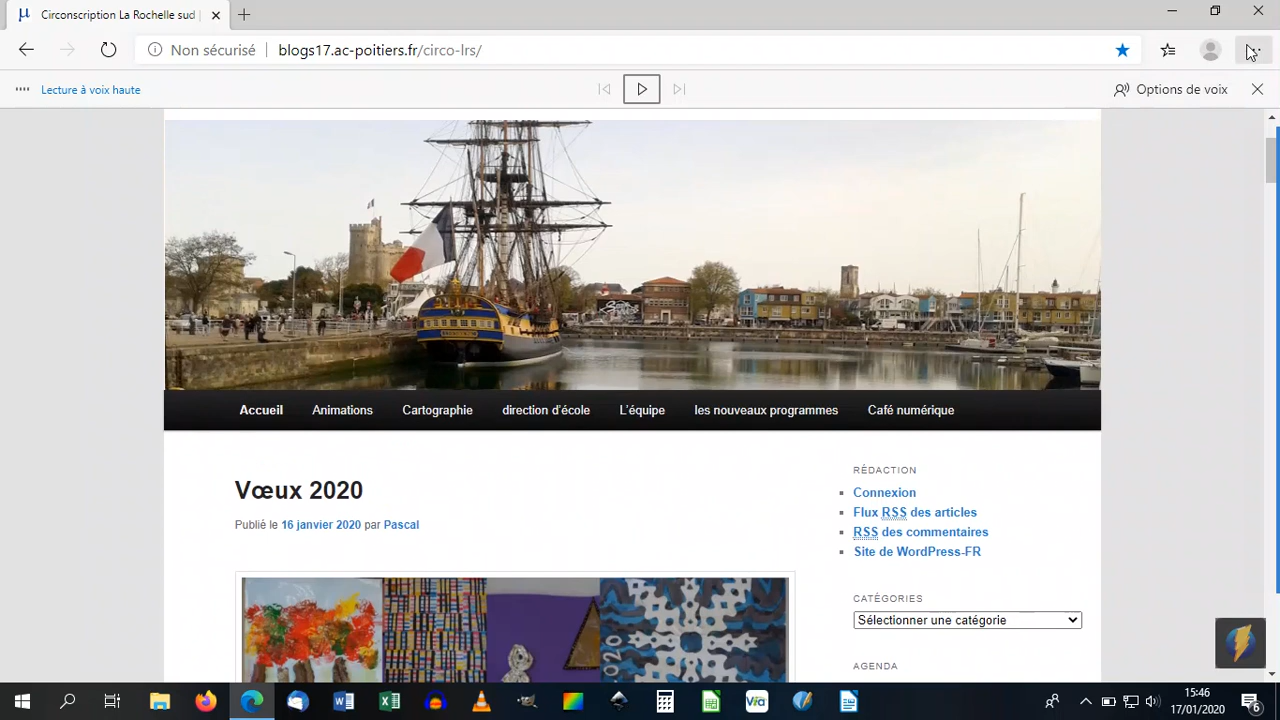 Circonscription La Rochelle sud |
Non sécurisé | blogs17.ac-poitiers.fr/circo-lrs/
Lecture à voix haute
Options de voix
Accueil Animations Cartographie direction d'école L'équipe les nouveaux programmes Café numérique
Vœux 2020
Publié le 16 janvier 2020 par Pascal
2020
RÉDACTION
Connexion
Flux RSS des articles
RSS des commentaires
Site de WordPress-FR
CATÉGORIES
Sélectionner une catégorie
AGENDA
15:46
17/01/2020
6